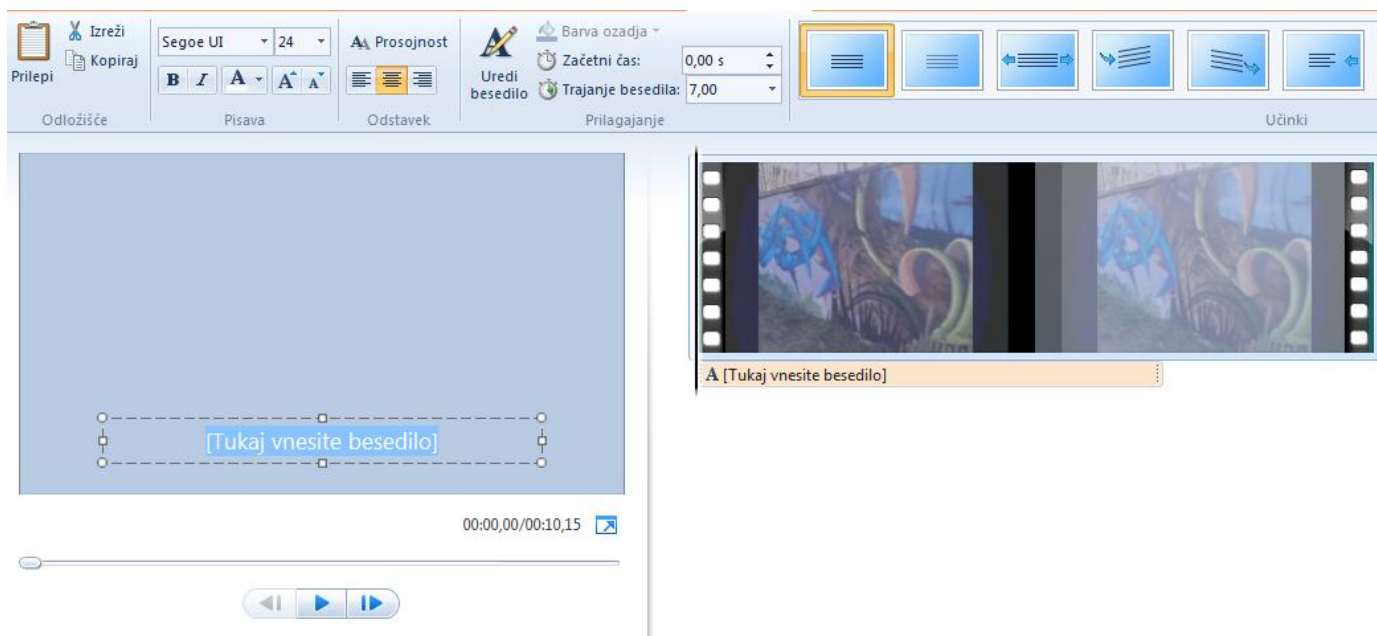 Prilepi
Izreži
Kopiraj
Odložišče
Segoe UI
24
B I A A A
Pisava
AA Prosojnost
Odstavek
Uredi
besedilo
Barva ozadja
Začetni čas: 0,00 s
Trajanje besedila: 7,00
Prilagajanje
Učinki
[Tukaj vnesite besedilo]
00:00,00/00:10,15
A [Tukaj vnesite besedilo]